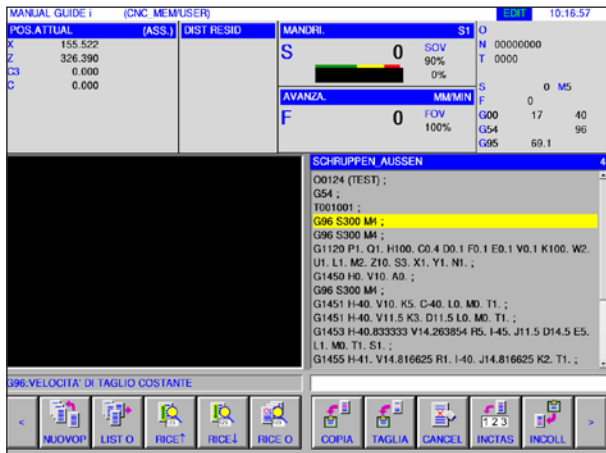 MANUAL GUIDE i (CNC_MEM/USER) EDIT 10:16:57
POS.ATTUAL (ASS.)
X 155.522
Z 326.390
C3 0.000
C 0.000
DIST RESID
MANDRI. S1
S 0 SOV
90%
0%
AVANZA. MM/MIN
F 0 FOV
100%
O
N 00000000
T 0000
S 0 M5
F 0
G00 17 40
G54 96
G95 69.1
SCHRUPPEN_AUSSEN 4
O0124 (TEST) ;
G54 ;
T001001 ;
G96 S300 M4 ;
G96 S300 M4 ;
G1120 P1. Q1. H100. C0.4 D0.1 F0.1 E0.1 V0.1 K100. W2.
U1. L1. M2. Z10. S3. X1. Y1. N1. ;
G1450 H0. V10. A0. ;
G96 S300 M4 ;
G1451 H-40. V10. K5. C-40. L0. M0. T1. ;
G1451 H-40. V11.5 K3. D11.5 L0. M0. T1. ;
G1453 H-40.833333 V14.263854 R5. I-45. J11.5 D14.5 E5.
L1. M0. T1. S1. ;
G1455 H-41. V14.816625 R1. I-40. J14.816625 K2. T1. ;
G96:VELOCITA' DI TAGLIO COSTANTE
< NUOVOP LIST O RICE↑ RICE↓ RICE O COPIA TAGLIA CANCEL INCTAS INCOLL >